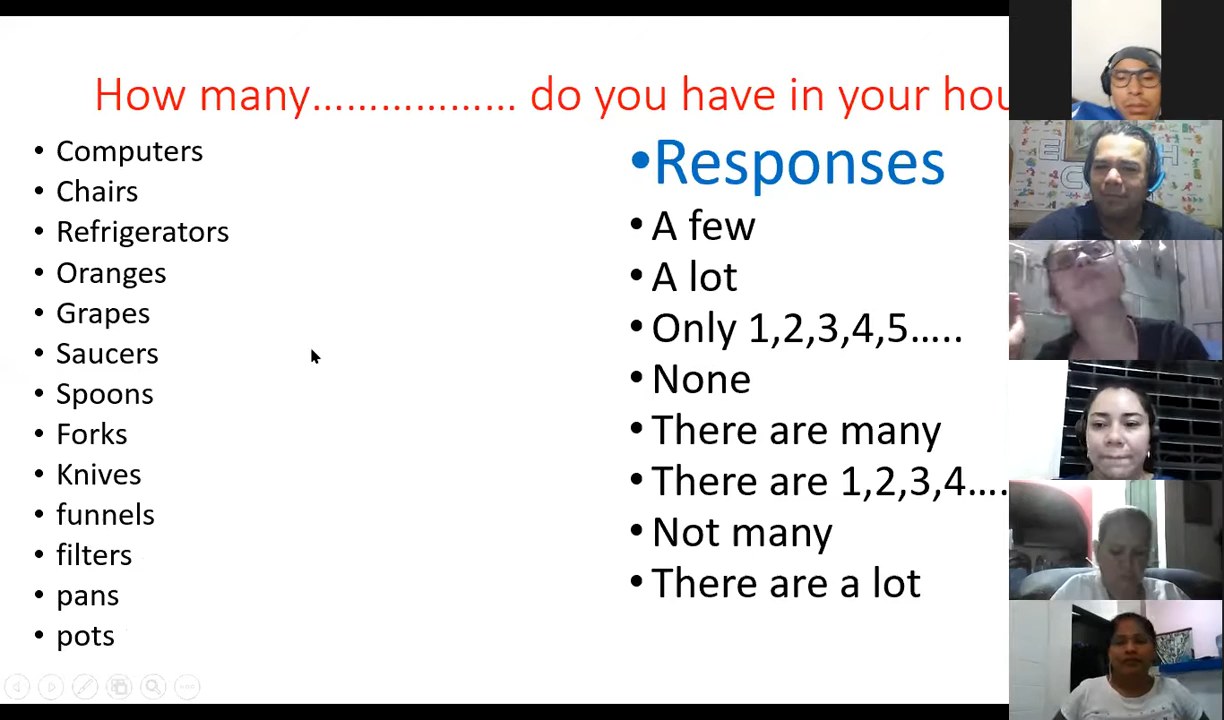 How many……………… do you have in your hou
• Computers
• Chairs
• Refrigerators
• Oranges
• Grapes
• Saucers
• Spoons
• Forks
• Knives
• funnels
• filters
• pans
• pots
•Responses
• A few
• A lot
• Only 1,2,3,4,5…..
• None
• There are many
• There are 1,2,3,4….
• Not many
• There are a lot